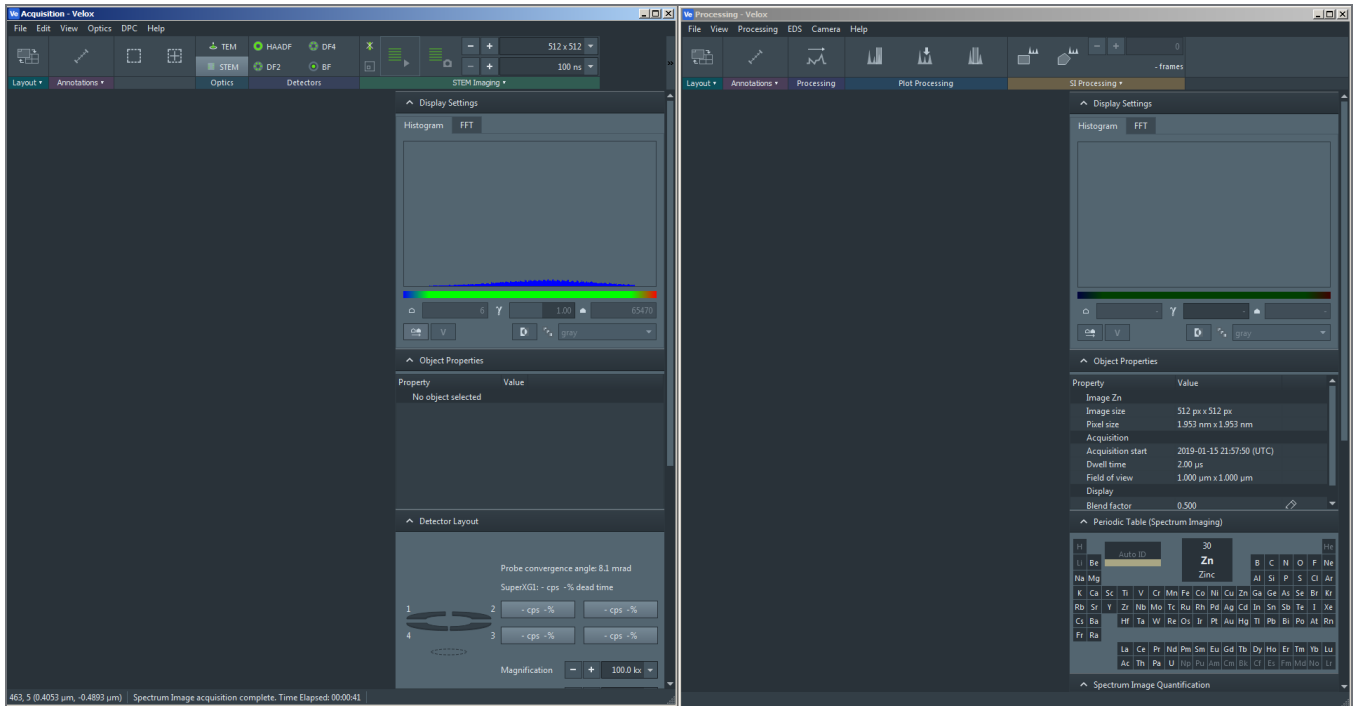 Ve Acquisition - Velox
File Edit View Optics DPC Help
TEM HAADF DF4 - + 512 x 512
STEM DF2 BF - + 100 ns »
Layout ▾ Annotations ▾ Optics Detectors STEM Imaging ▾
Display Settings
Histogram FFT
6 γ 1.00 65470
V D gray
Object Properties
Property Value
No object selected
Detector Layout
Probe convergence angle: 8.1 mrad
SuperXG1: - cps -% dead time
1 2 - cps -% - cps -%
4 3 - cps -% - cps -%
Magnification - + 100.0 kx
463, 5 (0.4053 µm, -0.4893 µm) Spectrum Image acquisition complete. Time Elapsed: 00:00:41
Ve Processing - Velox
File View Processing EDS Camera Help
- + 0
- frames
Layout ▾ Annotations ▾ Processing Plot Processing SI Processing ▾
Display Settings
Histogram FFT
- γ - -
V D gray
Object Properties
Property Value
Image Zn
Image size 512 px x 512 px
Pixel size 1.953 nm x 1.953 nm
Acquisition
Acquisition start 2019-01-15 21:57:50 (UTC)
Dwell time 2.00 µs
Field of view 1.000 µm x 1.000 µm
Display
Blend factor 0.500
Periodic Table (Spectrum Imaging)
H Auto ID 30 He
Li Be Zn B C N O F Ne
Na Mg Zinc Al Si P S Cl Ar
K Ca Sc Ti V Cr Mn Fe Co Ni Cu Zn Ga Ge As Se Br Kr
Rb Sr Y Zr Nb Mo Tc Ru Rh Pd Ag Cd In Sn Sb Te I Xe
Cs Ba Hf Ta W Re Os Ir Pt Au Hg Tl Pb Bi Po At Rn
Fr Ra
La Ce Pr Nd Pm Sm Eu Gd Tb Dy Ho Er Tm Yb Lu
Ac Th Pa U Np Pu Am Cm Bk Cf Es Fm Md No Lr
Spectrum Image Quantification